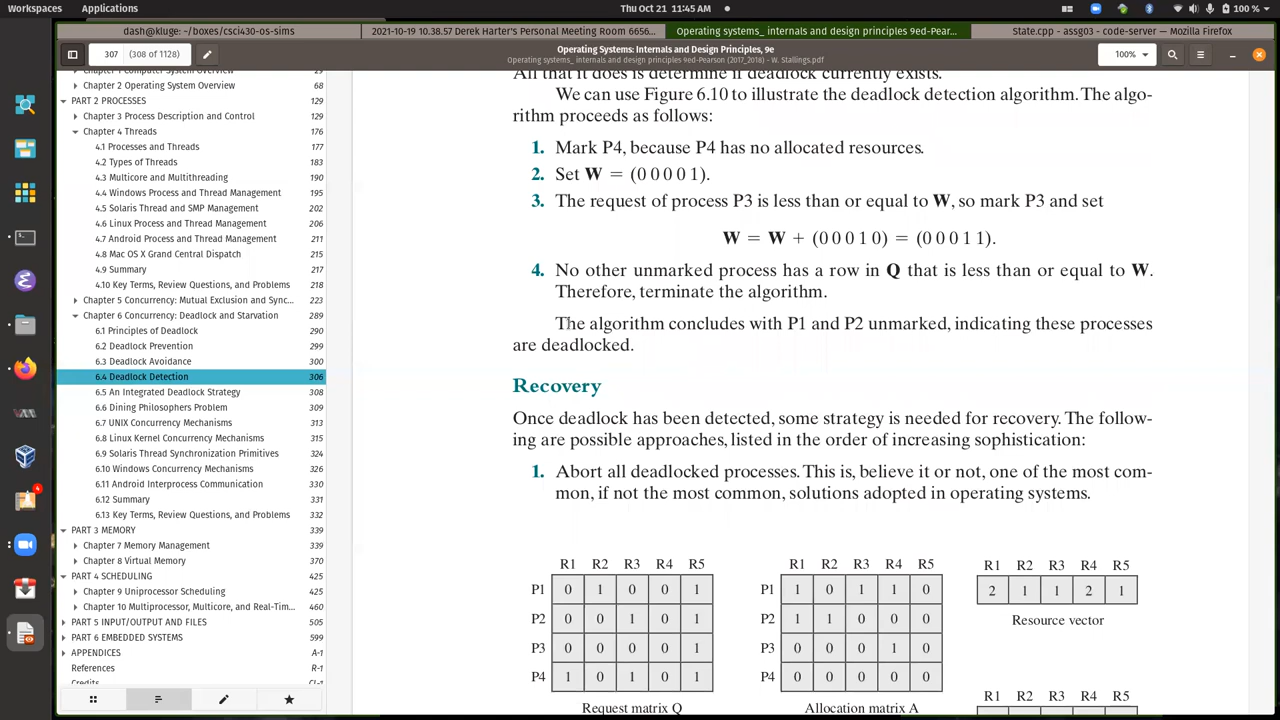 Workspaces Applications Thu Oct 21 11:45 AM 100 %
dash@kluge: ~/boxes/csci430-os-sims 2021-10-19 10.38.57 Derek Harter's Personal Meeting Room 6656... Operating systems_ internals and design principles 9ed-Pear... State.cpp - assg03 - code-server — Mozilla Firefox
307 (308 of 1128) Operating Systems: Internals and Design Principles, 9e 100%
Operating systems_ internals and design principles 9ed-Pearson (2017_2018) - W. Stallings.pdf
Chapter 1 Computer System Overview 29
Chapter 2 Operating System Overview 68
PART 2 PROCESSES 129
Chapter 3 Process Description and Control 129
Chapter 4 Threads 176
4.1 Processes and Threads 177
4.2 Types of Threads 183
4.3 Multicore and Multithreading 190
4.4 Windows Process and Thread Management 195
4.5 Solaris Thread and SMP Management 202
4.6 Linux Process and Thread Management 206
4.7 Android Process and Thread Management 211
4.8 Mac OS X Grand Central Dispatch 215
4.9 Summary 217
4.10 Key Terms, Review Questions, and Problems 218
Chapter 5 Concurrency: Mutual Exclusion and Sync... 223
Chapter 6 Concurrency: Deadlock and Starvation 289
6.1 Principles of Deadlock 290
6.2 Deadlock Prevention 299
6.3 Deadlock Avoidance 300
6.4 Deadlock Detection 306
6.5 An Integrated Deadlock Strategy 308
6.6 Dining Philosophers Problem 309
6.7 UNIX Concurrency Mechanisms 313
6.8 Linux Kernel Concurrency Mechanisms 315
6.9 Solaris Thread Synchronization Primitives 324
6.10 Windows Concurrency Mechanisms 326
6.11 Android Interprocess Communication 330
6.12 Summary 331
6.13 Key Terms, Review Questions, and Problems 332
PART 3 MEMORY 339
Chapter 7 Memory Management 339
Chapter 8 Virtual Memory 370
PART 4 SCHEDULING 425
Chapter 9 Uniprocessor Scheduling 425
Chapter 10 Multiprocessor, Multicore, and Real-Tim... 460
PART 5 INPUT/OUTPUT AND FILES 505
PART 6 EMBEDDED SYSTEMS 599
APPENDICES A-1
References R-1
Credits CL-1
4
All that it does is determine if deadlock currently exists.
We can use Figure 6.10 to illustrate the deadlock detection algorithm. The algo-
rithm proceeds as follows:
1. Mark P4, because P4 has no allocated resources.
2. Set W = (0 0 0 0 1).
3. The request of process P3 is less than or equal to W, so mark P3 and set
W = W + (0 0 0 1 0) = (0 0 0 1 1).
4. No other unmarked process has a row in Q that is less than or equal to W.
Therefore, terminate the algorithm.
The algorithm concludes with P1 and P2 unmarked, indicating these processes
are deadlocked.
Recovery
Once deadlock has been detected, some strategy is needed for recovery. The follow-
ing are possible approaches, listed in the order of increasing sophistication:
1. Abort all deadlocked processes. This is, believe it or not, one of the most com-
mon, if not the most common, solutions adopted in operating systems.
R1 R2 R3 R4 R5
P1 0 1 0 0 1
P2 0 0 1 0 1
P3 0 0 0 0 1
P4 1 0 1 0 1
Request matrix Q
R1 R2 R3 R4 R5
P1 1 0 1 1 0
P2 1 1 0 0 0
P3 0 0 0 1 0
P4 0 0 0 0 0
Allocation matrix A
R1 R2 R3 R4 R5
2 1 1 2 1
Resource vector
R1 R2 R3 R4 R5